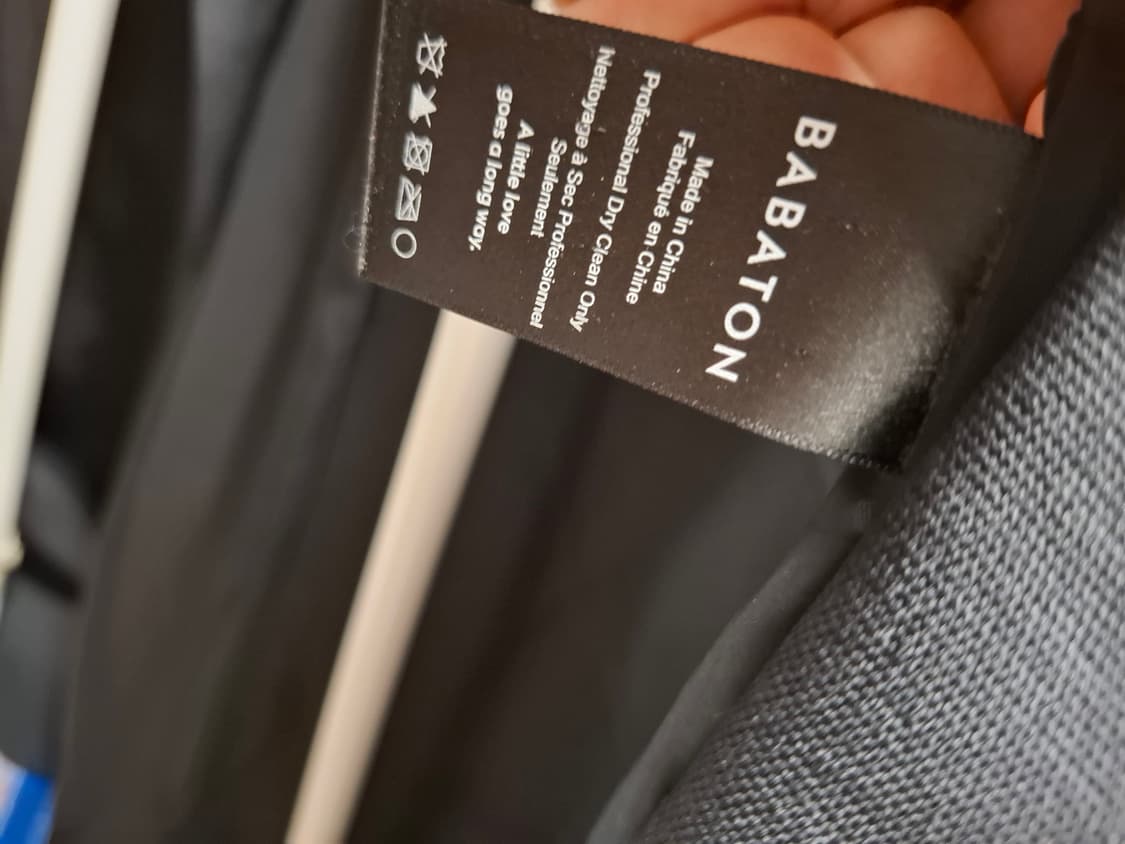 BABATON
Made in China
Fabriqué en Chine
Professional Dry Clean Only
Nettoyage à Sec Professionnel
Seulement
A little love
goes a long way.